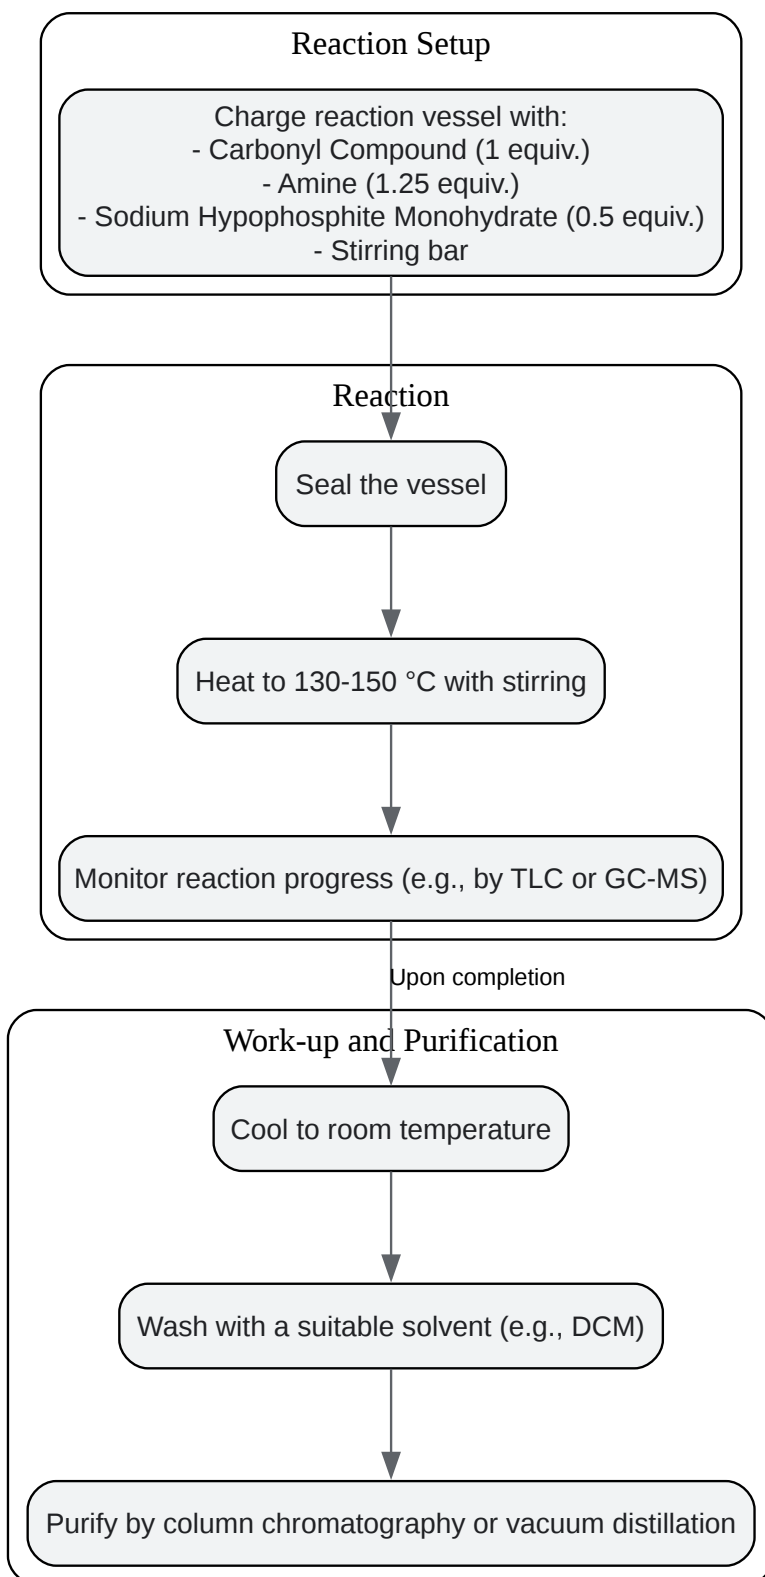 Reaction Setup
Charge reaction vessel with:
- Carbonyl Compound (1 equiv.)
- Amine (1.25 equiv.)
- Sodium Hypophosphite Monohydrate (0.5 equiv.)
- Stirring bar
Reaction
Seal the vessel
Heat to 130-150 °C with stirring
Monitor reaction progress (e.g., by TLC or GC-MS)
Upon completion
Work-up and Purification
Cool to room temperature
Wash with a suitable solvent (e.g., DCM)
Purify by column chromatography or vacuum distillation